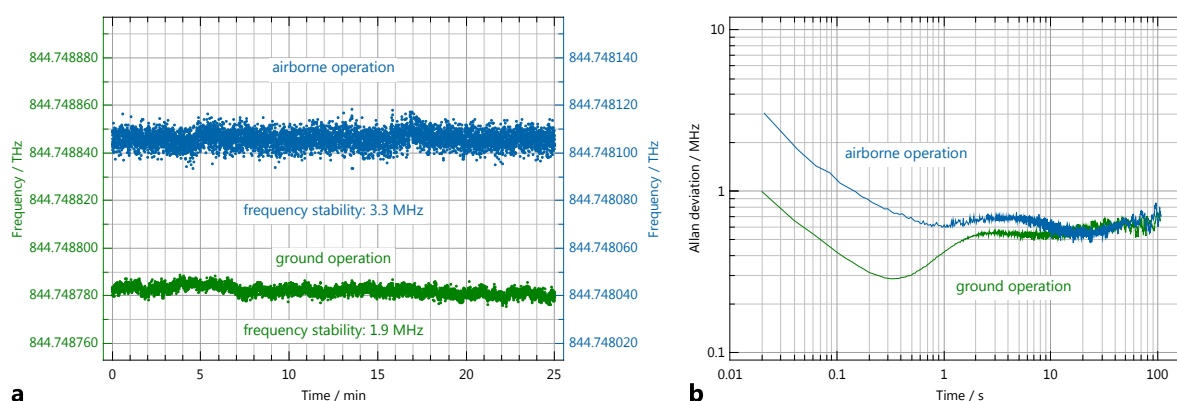 844.748880
844.748860
844.748840
844.748820
844.748800
844.748780
844.748760
Frequency / THz
airborne operation
frequency stability: 3.3 MHz
ground operation
frequency stability: 1.9 MHz
844.748140
844.748120
844.748100
844.748080
844.748060
844.748040
844.748020
Frequency / THz
0 5 10 15 20 25
Time / min
a
10
1
0.1
Allan deviation / MHz
airborne operation
ground operation
0.01 0.1 1 10 100
Time / s
b